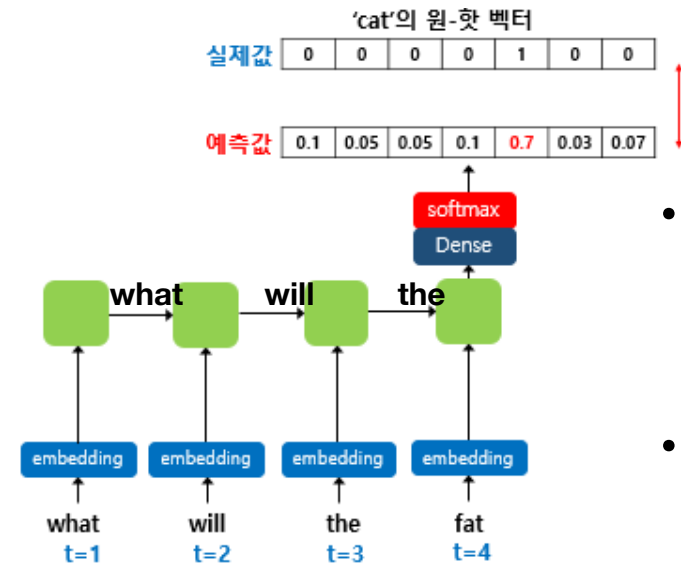 ‘cat’의 원-핫 벡터
실제값 0 0 0 0 1 0 0
예측값 0.1 0.05 0.05 0.1 0.7 0.03 0.07
softmax
Dense
what will the
embedding embedding embedding embedding
what will the fat
t=1 t=2 t=3 t=4